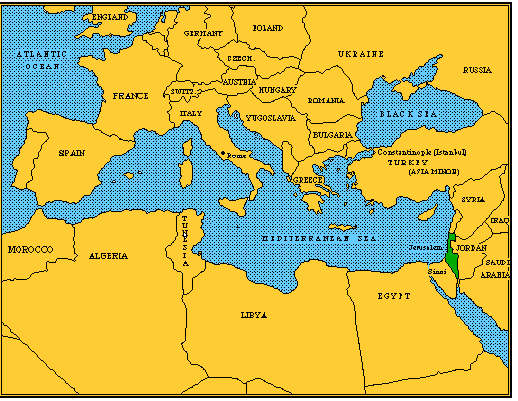 ENGLAND
POLAND
GERMANY
ATLANTIC
OCEAN
UKRAINE
CZECH.
RUSSIA
AUSTRIA
FRANCE
SWITZ.
HUNGARY
ROMANIA
ITALY
YUGOSLAVIA
BLACK SEA
BULGARIA
SPAIN
Rome
Constantinople (Istanbul)
TURKEY
(ASIA MINOR)
GREECE
SYRIA
TUNISIA
IRAQ
MEDITERRANEAN SEA
MOROCCO
ALGERIA
Jerusalem
JORDAN
Sinai
SAUDI
ARABIA
EGYPT
LIBYA